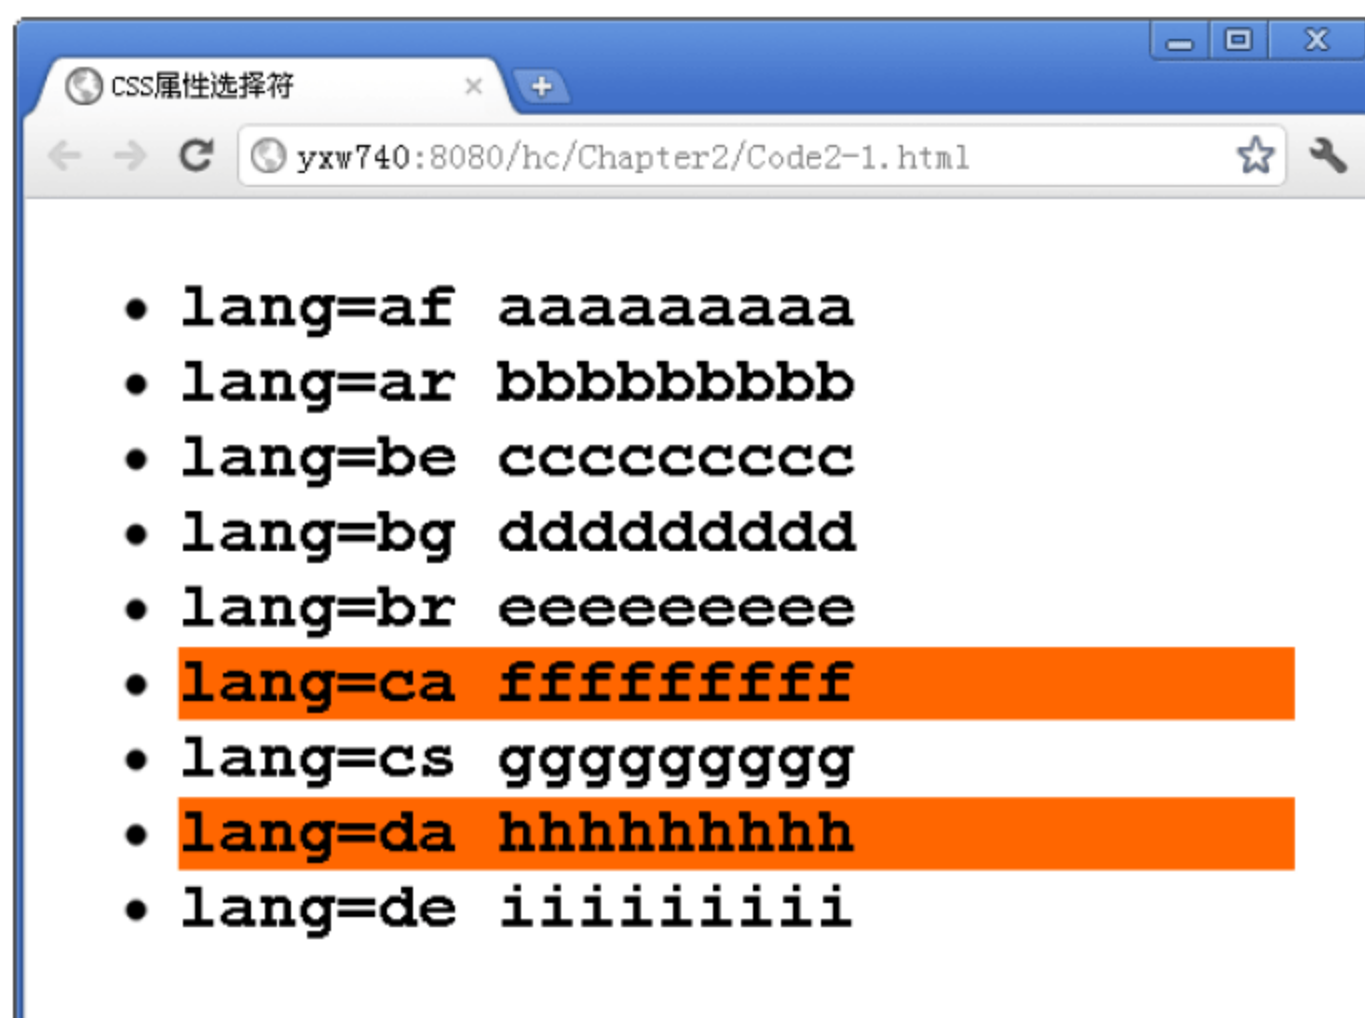 CSS属性选择符
yxw740:8080/hc/Chapter2/Code2-1.html
lang=af aaaaaaaaa
lang=ar bbbbbbbbb
lang=be ccccccccc
lang=bg ddddddddd
lang=br eeeeeeeee
lang=ca fffffffff
lang=cs ggggggggg
lang=da hhhhhhhhh
lang=de iiiiiiiii